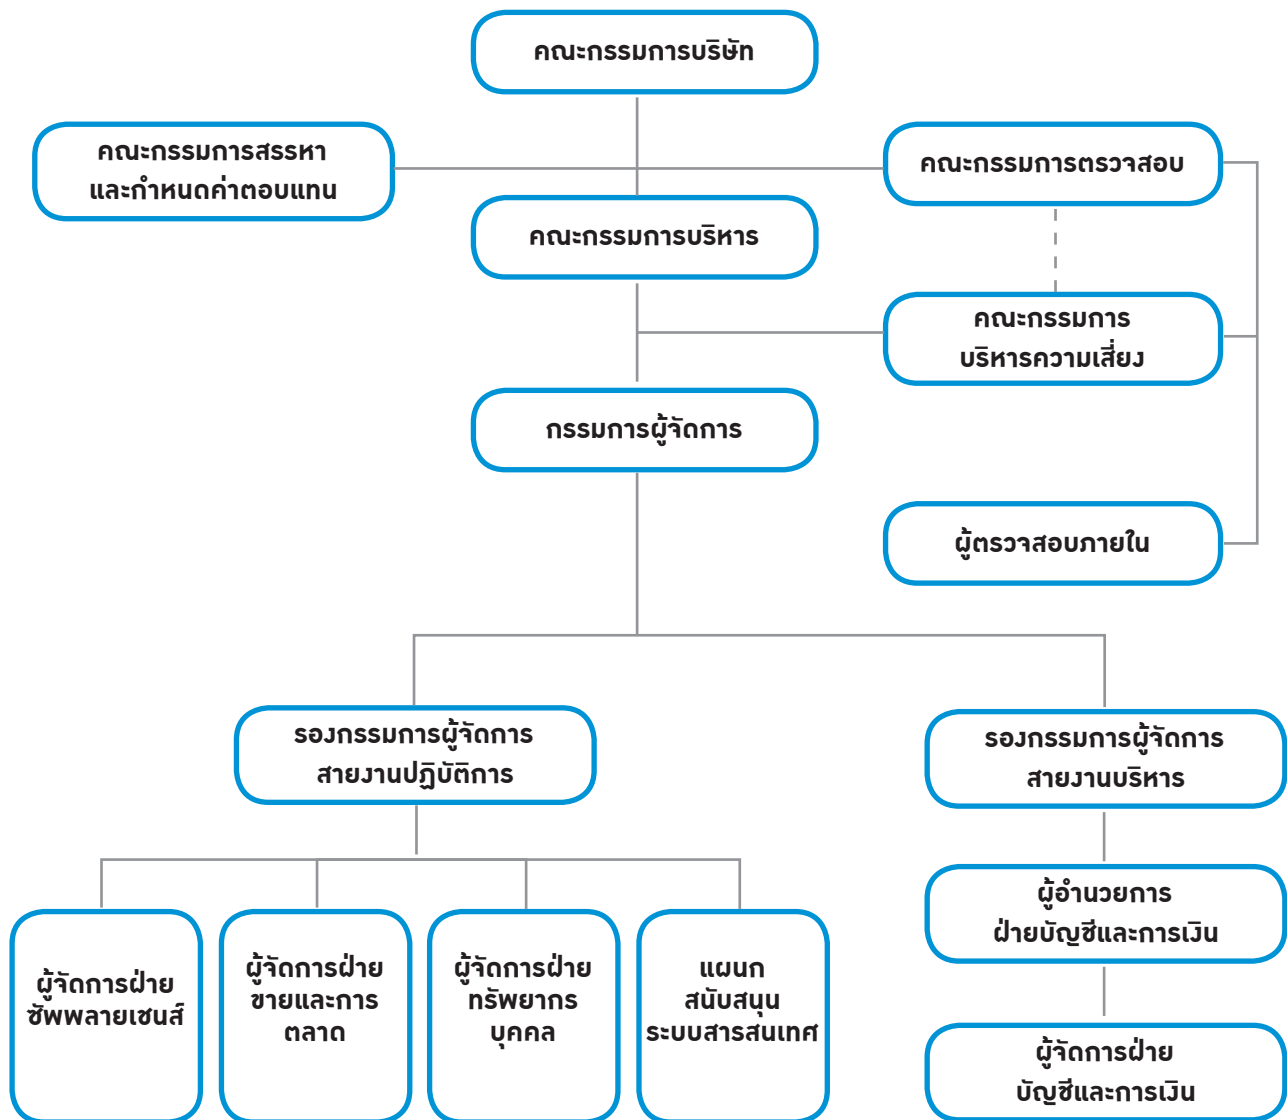 คณะกรรมการบริษัท
คณะกรรมการสรรหา
และกำหนดค่าตอบแทน
คณะกรรมการตรวจสอบ
คณะกรรมการบริหาร
คณะกรรมการ
บริหารความเสี่ยง
กรรมการผู้จัดการ
ผู้ตรวจสอบภายใน
รองกรรมการผู้จัดการ
สายงานปฏิบัติการ
รองกรรมการผู้จัดการ
สายงานบริหาร
ผู้อำนวยการ
ฝ่ายบัญชีและการเงิน
ผู้จัดการฝ่าย
ซัพพลายเชนส์
ผู้จัดการฝ่าย
ขายและการ
ตลาด
ผู้จัดการฝ่าย
ทรัพยากร
บุคคล
แผนก
สนับสนุน
ระบบสารสนเทศ
ผู้จัดการฝ่าย
บัญชีและการเงิน